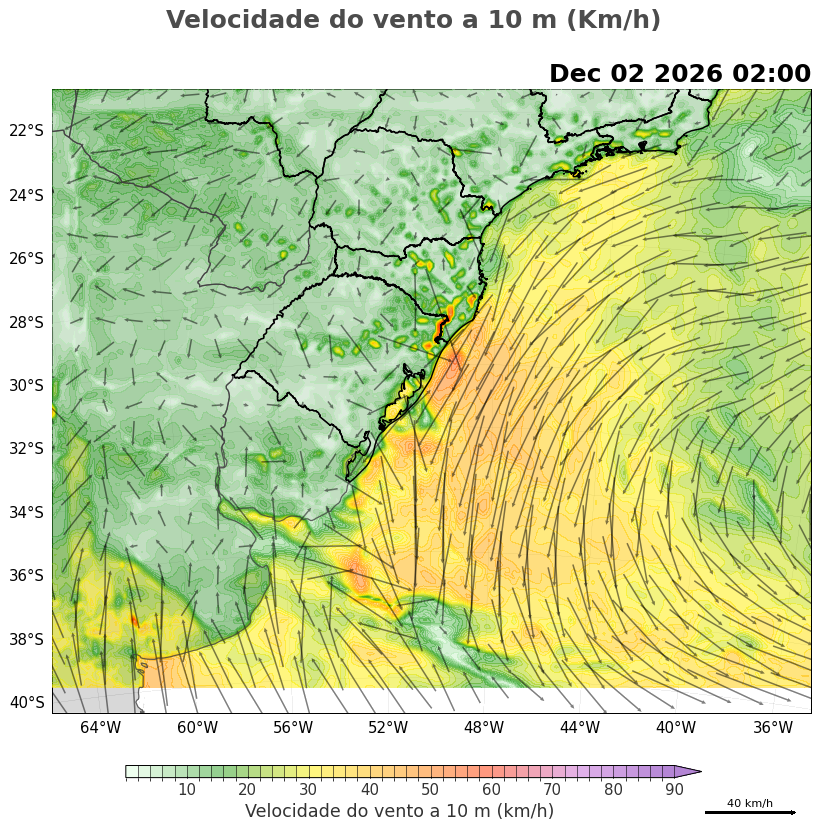 Velocidade do vento a 10 m (Km/h)
Dec 02 2026 02:00
22°S
24°S
26°S
28°S
30°S
32°S
34°S
36°S
38°S
40°S
64°W 60°W 56°W 52°W 48°W 44°W 40°W 36°W
10 20 30 40 50 60 70 80 90
Velocidade do vento a 10 m (km/h)
40 km/h